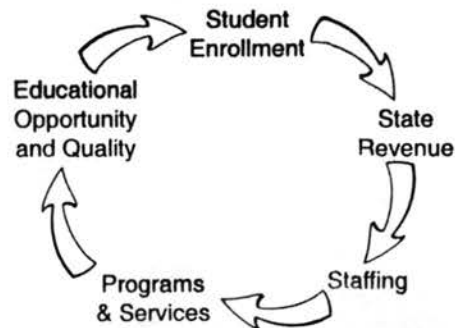 Student
Enrollment
State
Revenue
Staffing
Programs
& Services
Educational
Opportunity
and Quality